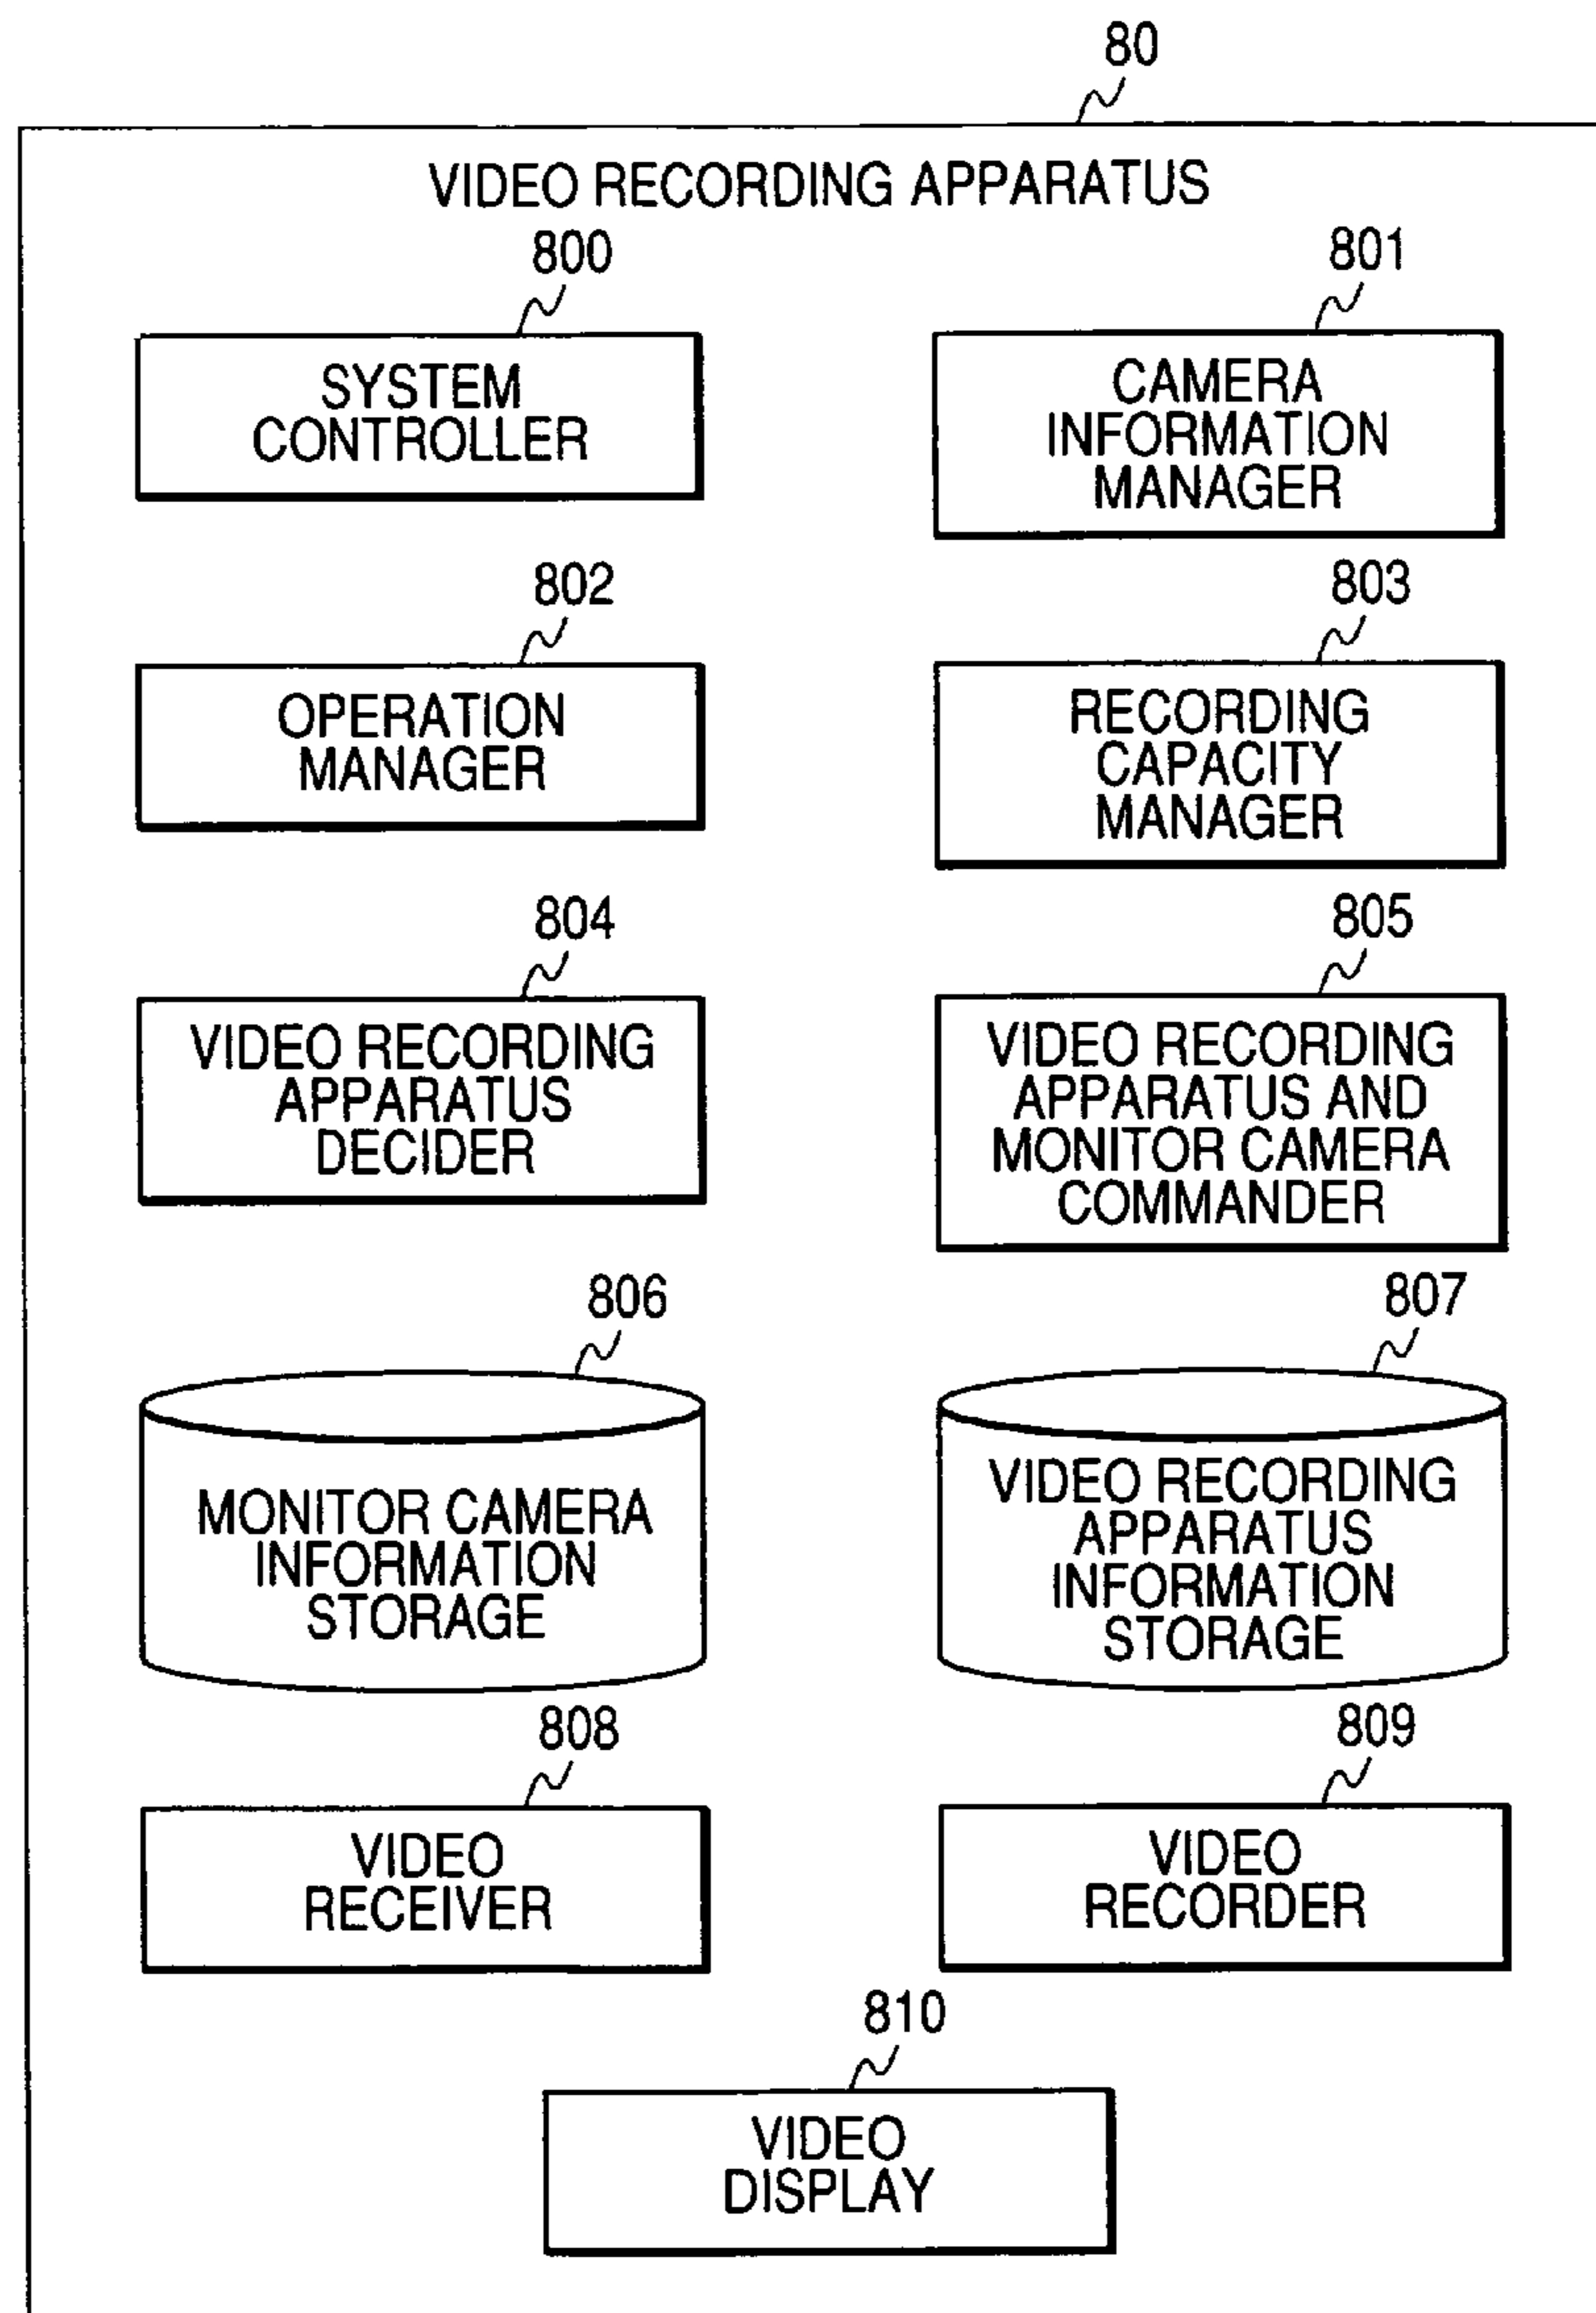 80
VIDEO RECORDING APPARATUS
800
SYSTEM
CONTROLLER
801
CAMERA
INFORMATION
MANAGER
802
OPERATION
MANAGER
803
RECORDING
CAPACITY
MANAGER
804
VIDEO RECORDING
APPARATUS
DECIDER
805
VIDEO RECORDING
APPARATUS AND
MONITOR CAMERA
COMMANDER
806
MONITOR CAMERA
INFORMATION
STORAGE
807
VIDEO RECORDING
APPARATUS
INFORMATION
STORAGE
808
VIDEO
RECEIVER
809
VIDEO
RECORDER
810
VIDEO
DISPLAY